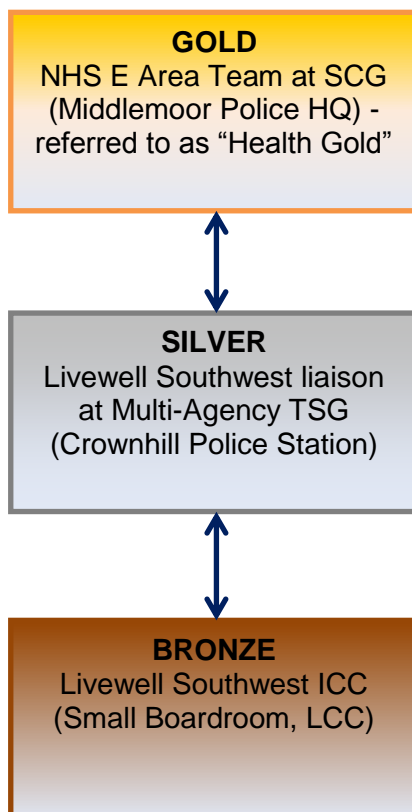 GOLD
NHS E Area Team at SCG
(Middlemoor Police HQ) -
referred to as “Health Gold”
SILVER
Livewell Southwest liaison
at Multi-Agency TSG
(Crownhill Police Station)
BRONZE
Livewell Southwest ICC
(Small Boardroom, LCC)